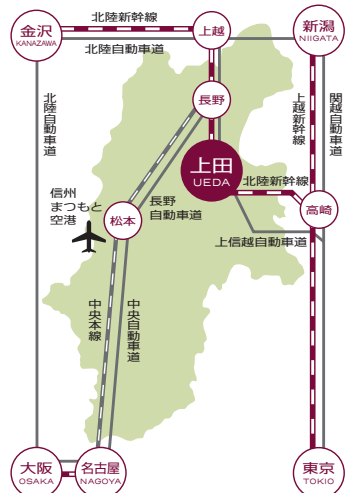 北陸新幹線
金沢
KANAZAWA
上越
新潟
NIIGATA
北陸自動車道
北陸自動車道
長野
上越新幹線
関越自動車道
上田
UEDA
北陸新幹線
信州
まつもと
空港
長野
自動車道
松本
高崎
上信越自動車道
中央本線
中央自動車道
大阪
OSAKA
名古屋
NAGOYA
東京
TOKIO